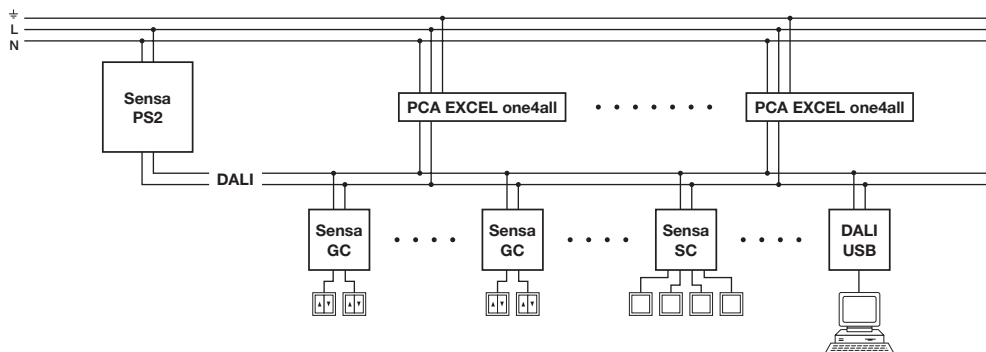 ⏚
L
N
Sensa
PS2
PCA EXCEL one4all
PCA EXCEL one4all
DALI
Sensa
GC
Sensa
GC
Sensa
SC
DALI
USB